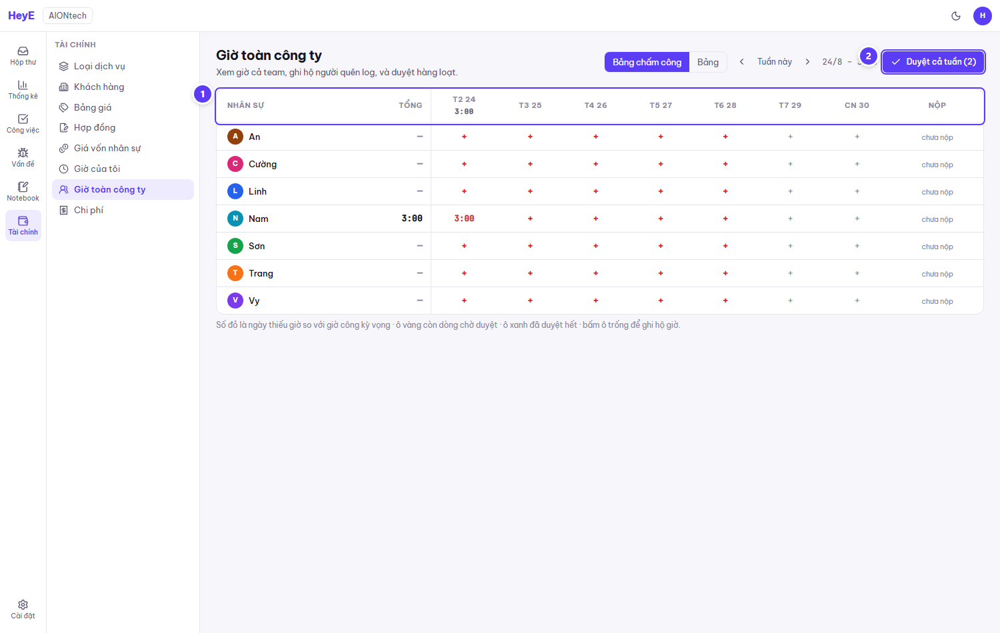 HeyE AIONtech H
Hộp thư
Thống kê
Công việc
Vấn đề
Notebook
Tài chính
Cài đặt
TÀI CHÍNH
Loại dịch vụ
Khách hàng
Bảng giá
Hợp đồng
Giá vốn nhân sự
Giờ của tôi
Giờ toàn công ty
Chi phí
Giờ toàn công ty
Xem giờ cả team, ghi hộ người quên log, và duyệt hàng loạt.
Bảng chấm công Bảng Tuần này 24/8 – 2 Duyệt cả tuần (2)
1
NHÂN SỰ TỔNG T2 24 T3 25 T4 26 T5 27 T6 28 T7 29 CN 30 NỘP
3:00
A An — + + + + + + + chưa nộp
C Cường — + + + + + + + chưa nộp
L Linh — + + + + + + + chưa nộp
N Nam 3:00 3:00 + + + + + + chưa nộp
S Sơn — + + + + + + + chưa nộp
T Trang — + + + + + + + chưa nộp
V Vy — + + + + + + + chưa nộp
Số đỏ là ngày thiếu giờ so với giờ công kỳ vọng · ô vàng còn dòng chờ duyệt · ô xanh đã duyệt hết · bấm ô trống để ghi hộ giờ.